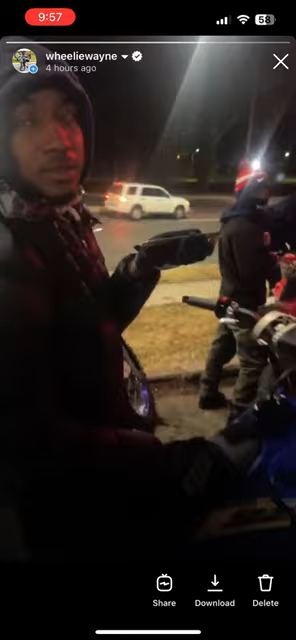 9:57
58
wheeliewayne
4 hours ago
Share
Download
Delete